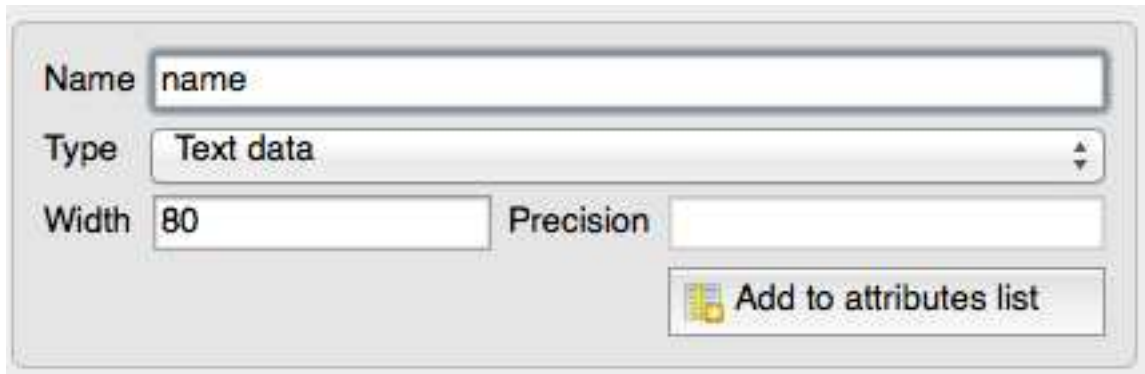 Name name
Type Text data
Width 80 Precision
Add to attributes list